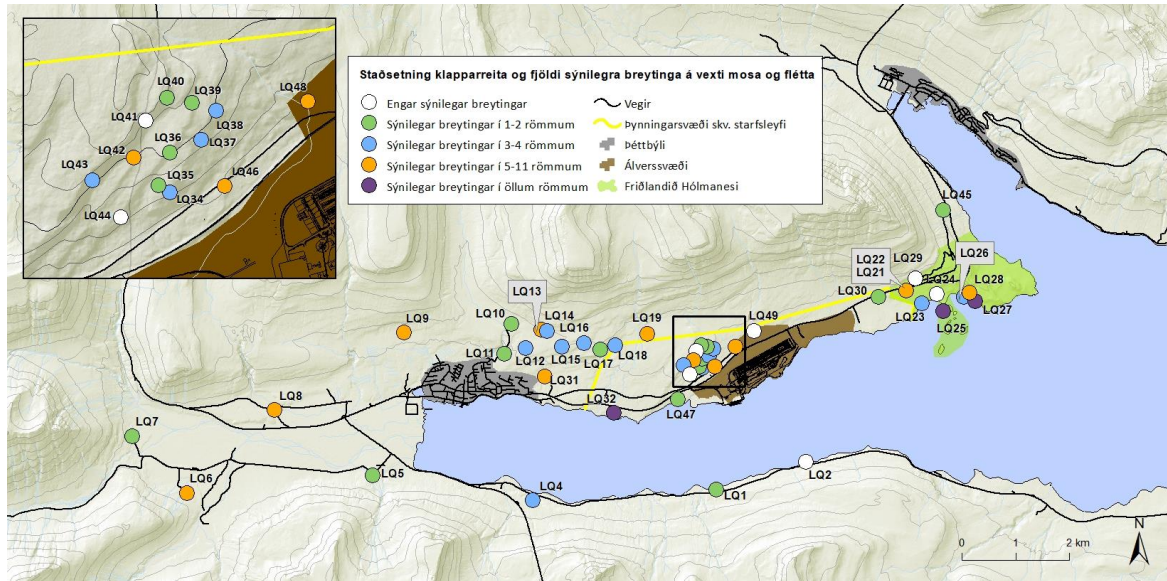 LQ40
LQ39
LQ48
LQ41
LQ38
LQ36
LQ37
LQ42
LQ43
LQ35
LQ46
LQ34
LQ44
Staðsetning klapparreita og fjöldi sýnilegra breytinga á vexti mosa og flétta
Engar sýnilegar breytingar
Sýnilegar breytingar í 1-2 römmum
Sýnilegar breytingar í 3-4 römmum
Sýnilegar breytingar í 5-11 römmum
Sýnilegar breytingar í öllum römmum
Vegir
Þynningarsvæði skv. starfsleyfi
Þéttbýli
Álverssvæði
Friðlandið Hólmanesi
LQ45
LQ22
LQ21
LQ29
LQ26
LQ24
LQ28
LQ30
LQ23
LQ27
LQ25
LQ13
LQ14
LQ10
LQ16
LQ19
LQ49
LQ9
LQ11
LQ12
LQ15
LQ17
LQ18
LQ31
LQ32
LQ47
LQ8
LQ7
LQ6
LQ5
LQ4
LQ1
LQ2
N
0 1 2 km